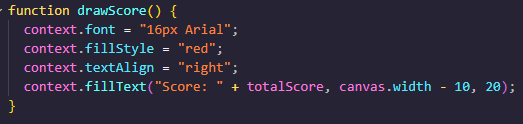 function drawScore() {
  context.font = "16px Arial";
  context.fillStyle = "red";
  context.textAlign = "right";
  context.fillText("Score: " + totalScore, canvas.width - 10, 20);
}